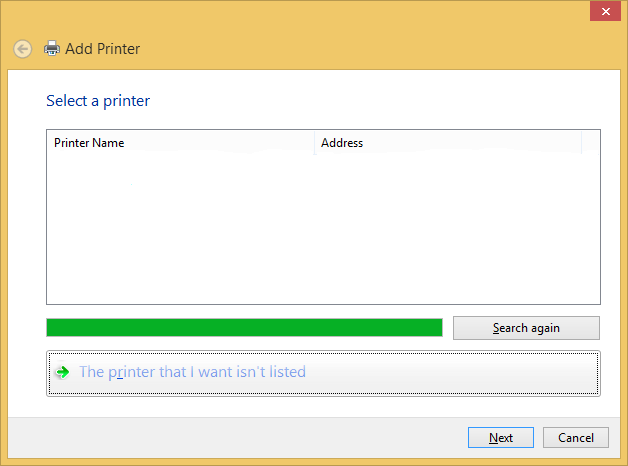 Add Printer
Select a printer
Printer Name Address
Search again
The printer that I want isn't listed
Next Cancel